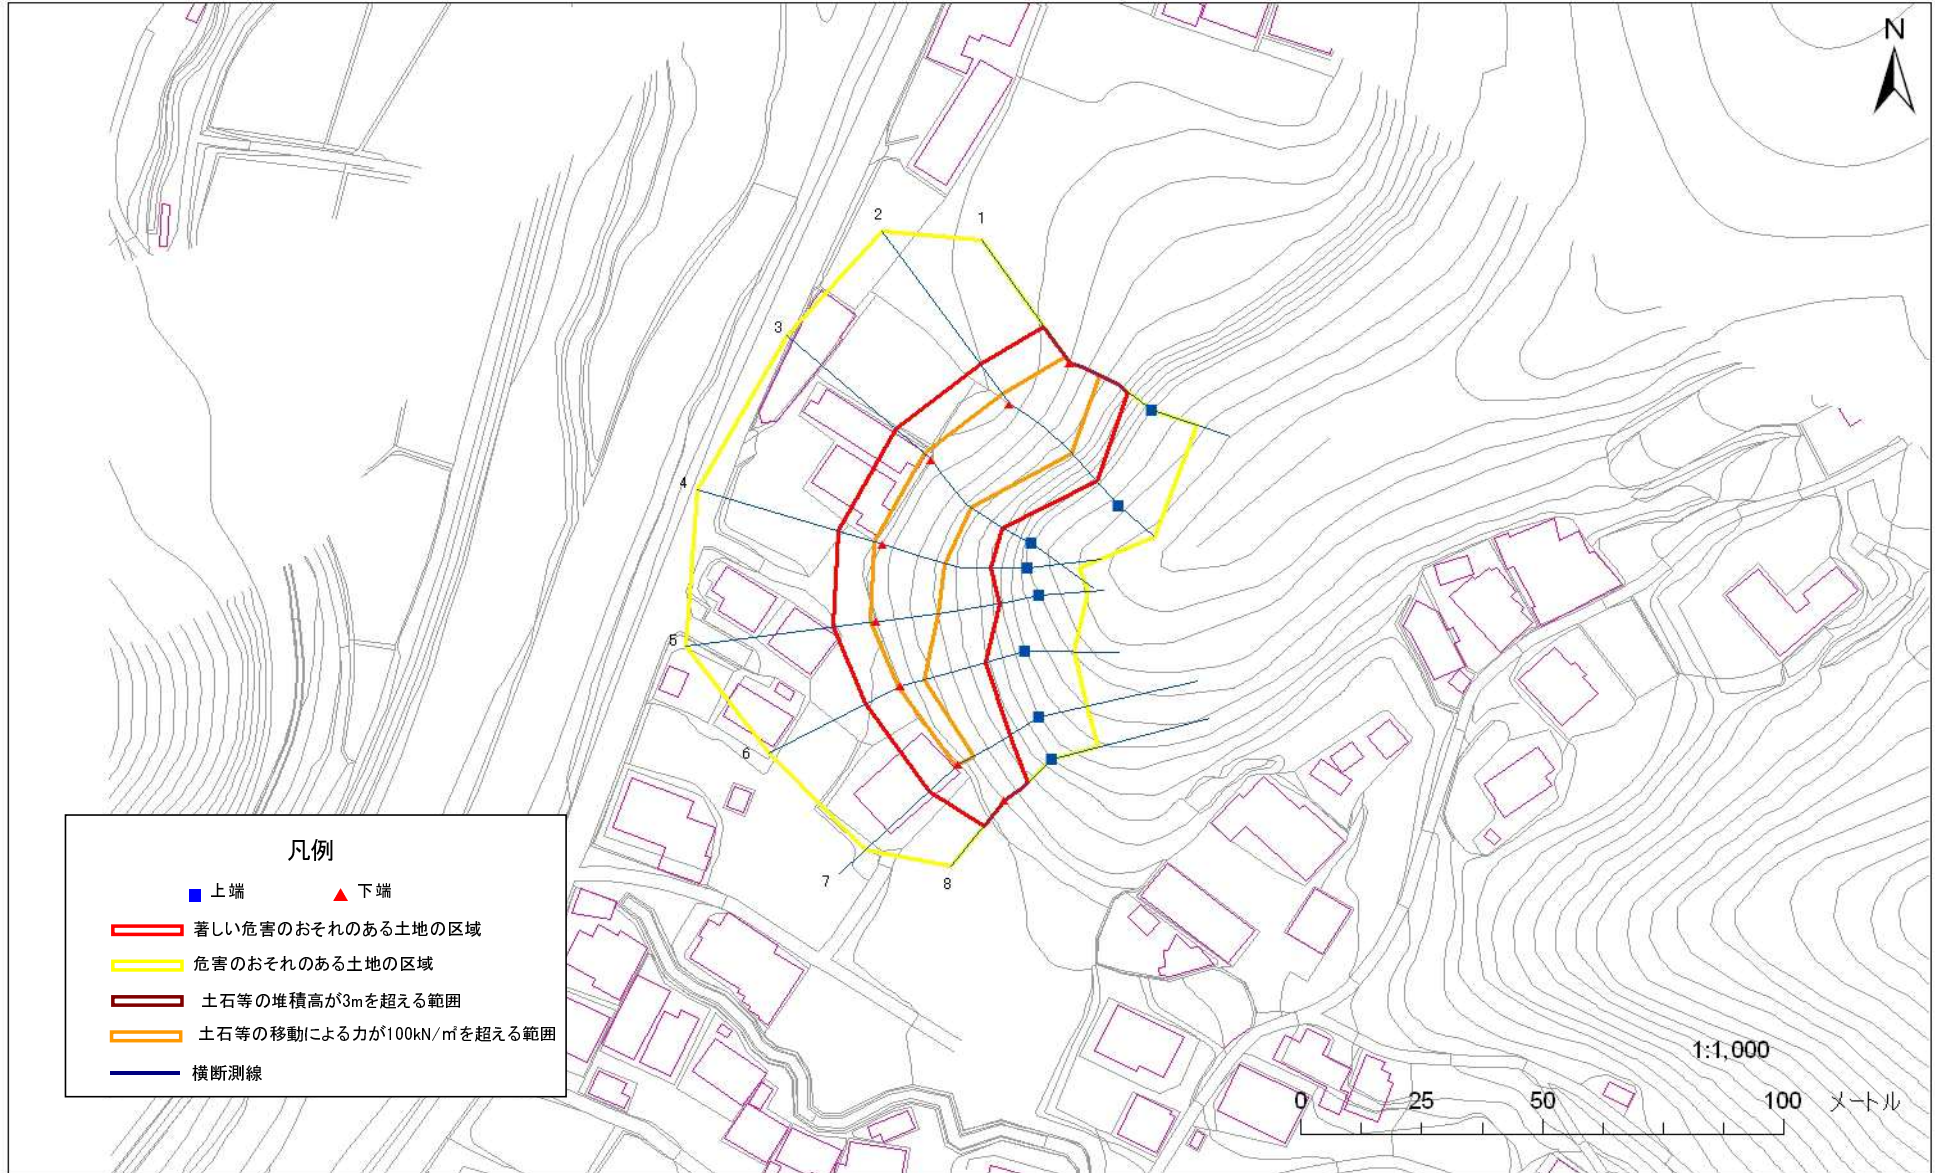 N
2
1
3
4
5
6
7
8
凡例
上端 下端
著しい危害のおそれのある土地の区域
危害のおそれのある土地の区域
土石等の堆積高が3mを超える範囲
土石等の移動による力が100kN/㎡を超える範囲
横断測線
1:1,000
0 25 50 100 メートル